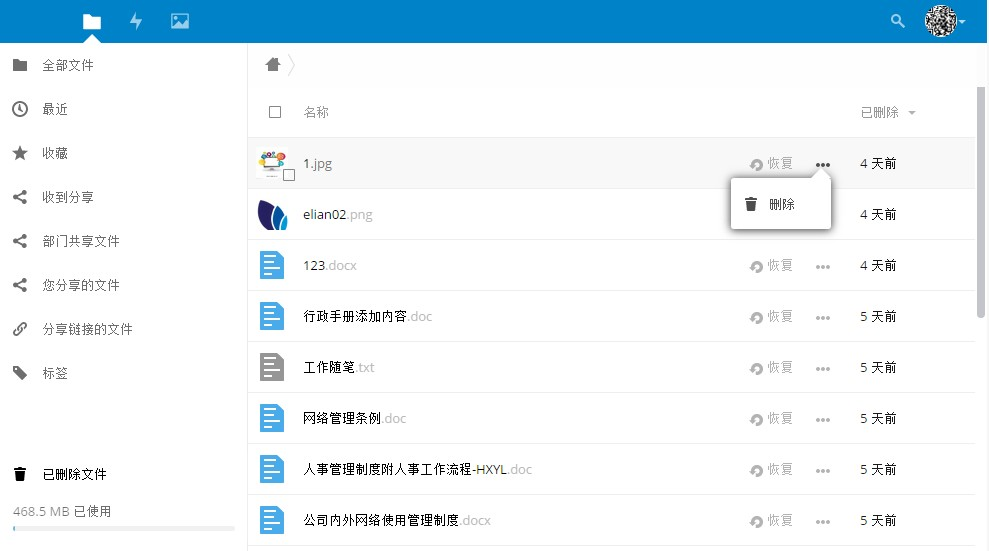 全部文件
最近
收藏
收到分享
部门共享文件
您分享的文件
分享链接的文件
标签
已删除文件
468.5 MB 已使用
名称 已删除
1.jpg 恢复 ••• 4 天前
删除
elian02.png 4 天前
123.docx 恢复 ••• 4 天前
行政手册添加内容.doc 恢复 ••• 5 天前
工作随笔.txt 恢复 ••• 5 天前
网络管理条例.doc 恢复 ••• 5 天前
人事管理制度附人事工作流程-HXYL.doc 恢复 ••• 5 天前
公司内外网络使用管理制度.docx 恢复 ••• 5 天前